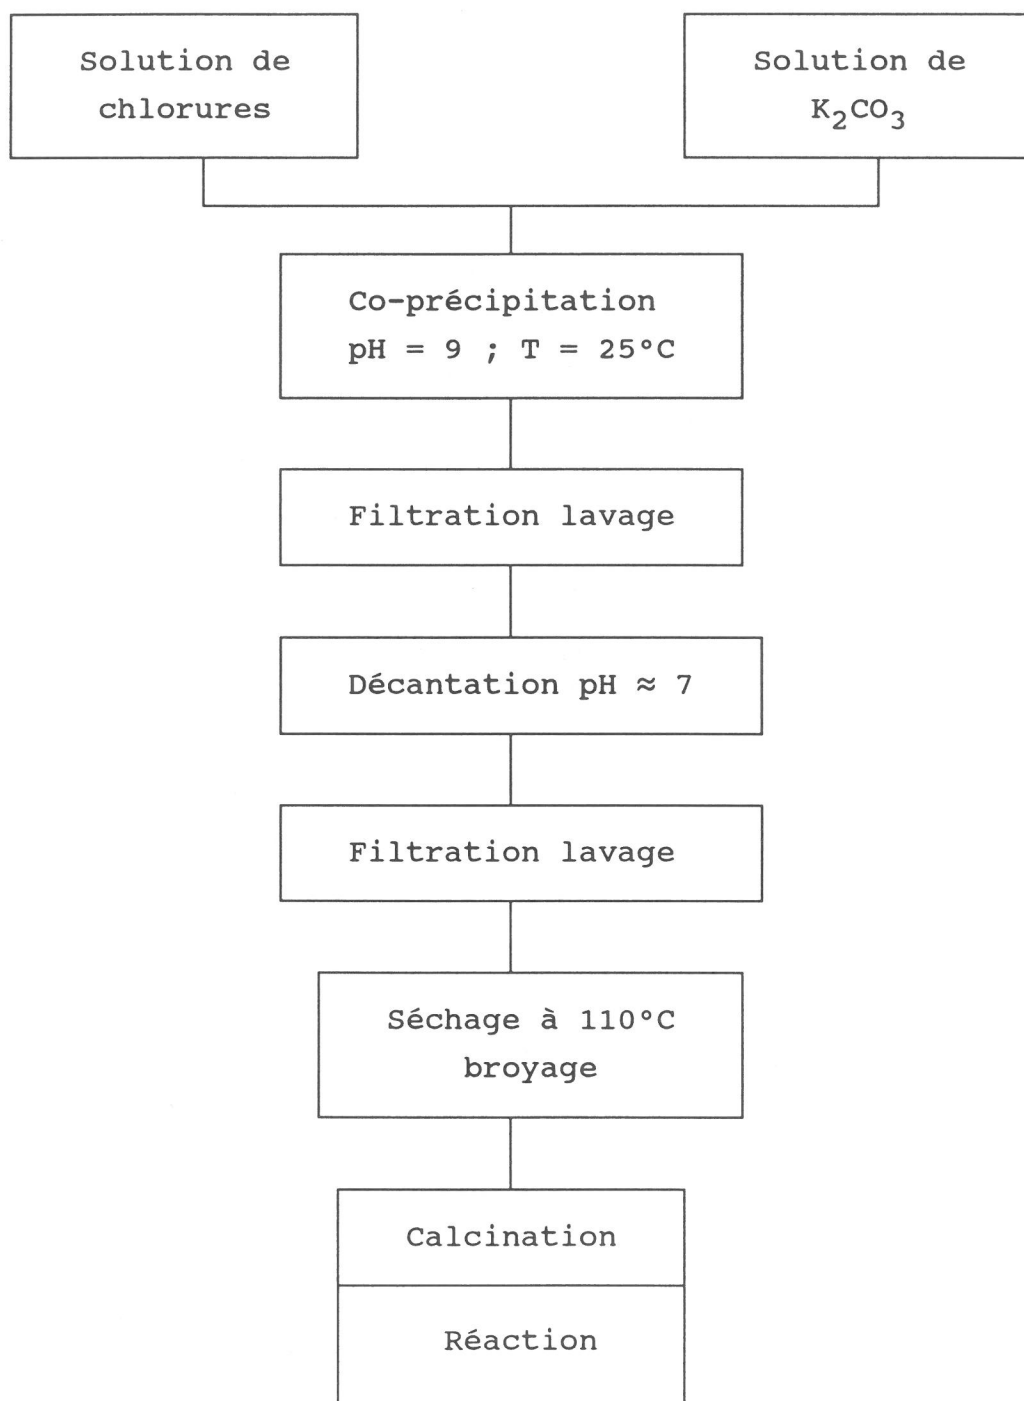 Solution de
chlorures
Solution de
K₂CO₃
Co-précipitation
pH = 9 ; T = 25°C
Filtration lavage
Décantation pH ≈ 7
Filtration lavage
Séchage à 110°C
broyage
Calcination
Réaction